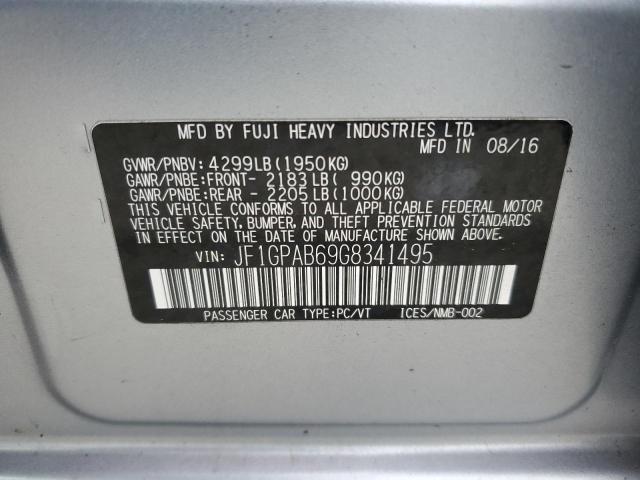 MFD BY FUJI HEAVY INDUSTRIES LTD.
MFD IN 08/16
GVWR/PNBV: 4299LB(1950KG)
GAWR/PNBE:FRONT- 2183LB( 990KG)
GAWR/PNBE:REAR - 2205LB(1000KG)
THIS VEHICLE CONFORMS TO ALL APPLICABLE FEDERAL MOTOR
VEHICLE SAFETY, BUMPER, AND THEFT PREVENTION STANDARDS
IN EFFECT ON THE DATE OF MANUFACTURE SHOWN ABOVE.
VIN: JF1GPAB69G8341495
PASSENGER CAR TYPE:PC/VT ICES/NMB-002